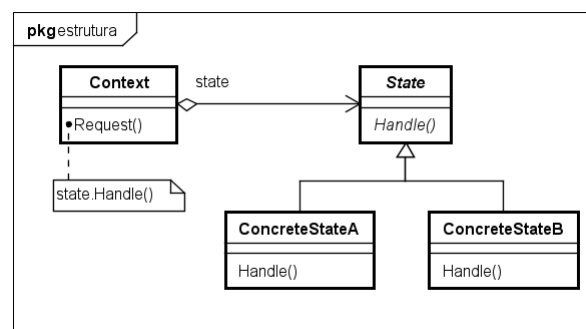 pkg estrutura
Context
state
State
Request()
Handle()
state.Handle()
ConcreteStateA
ConcreteStateB
Handle()
Handle()